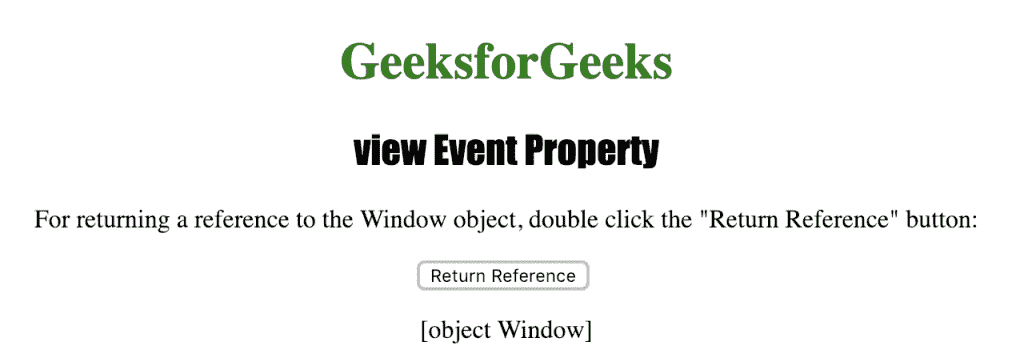 GeeksforGeeks
view Event Property
For returning a reference to the Window object, double click the "Return Reference" button:
Return Reference
[object Window]